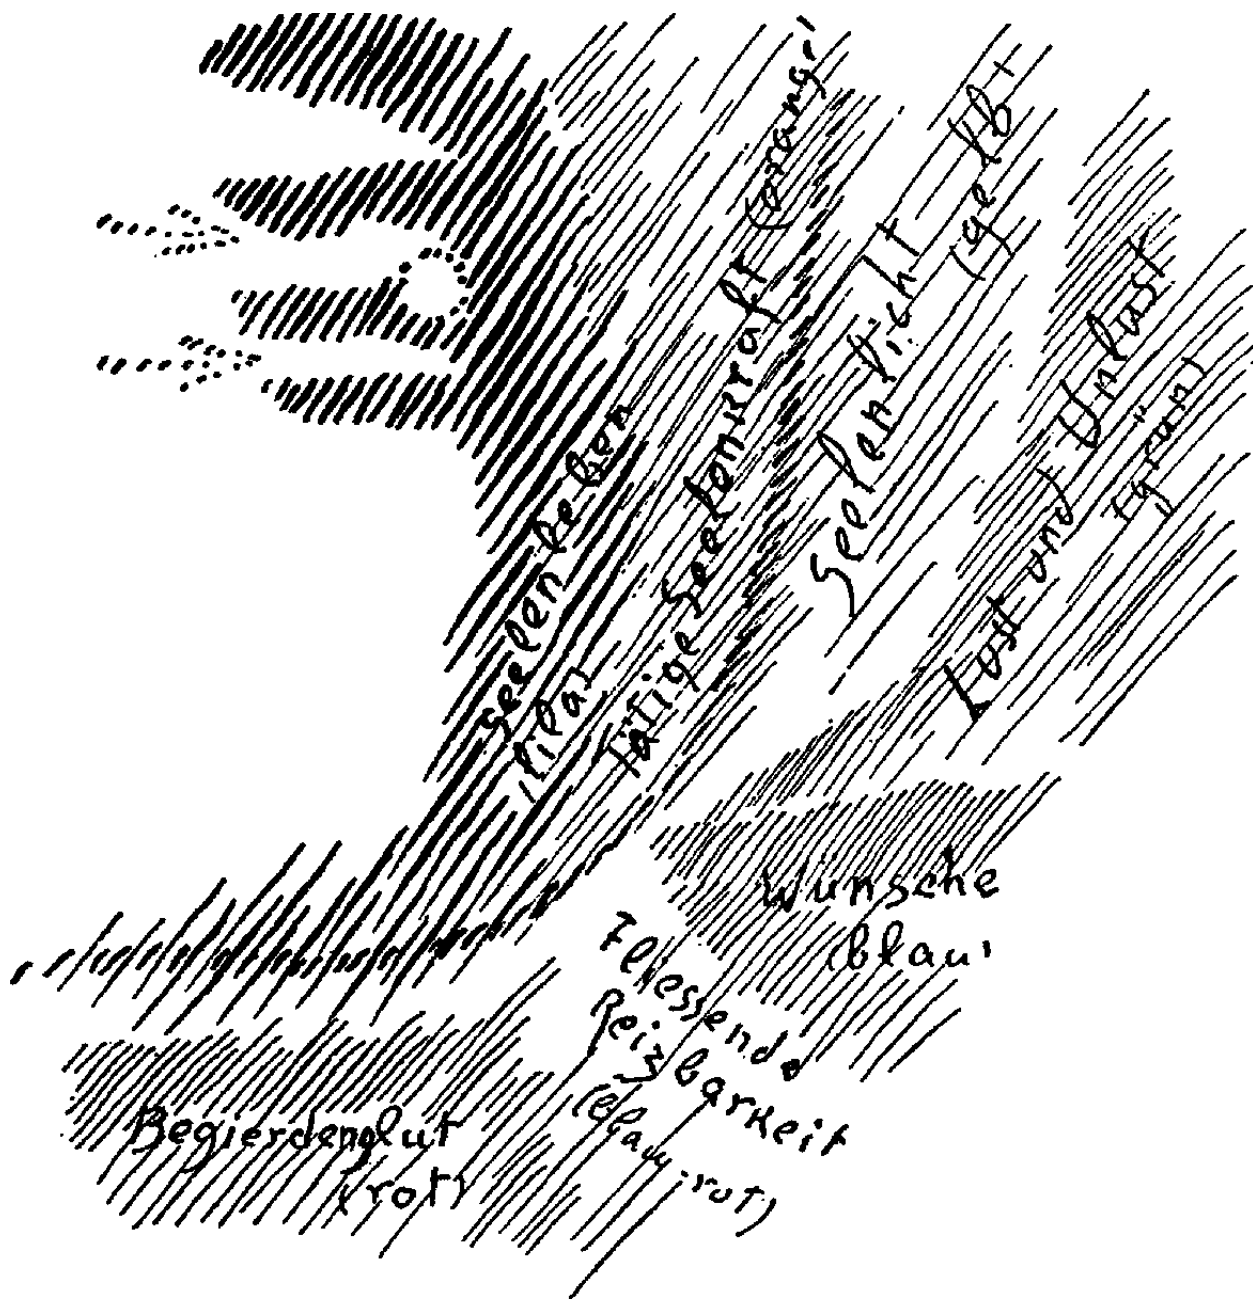 Seelenleben
(lila)
tätige Seelenkraft (orange)
Seelenlicht
(gelb)
Lust und Unlust
(grün)
Wünsche
(blau)
Fliessende
Reizbarkeit
(blau-rot)
Begierdenglut
(rot)